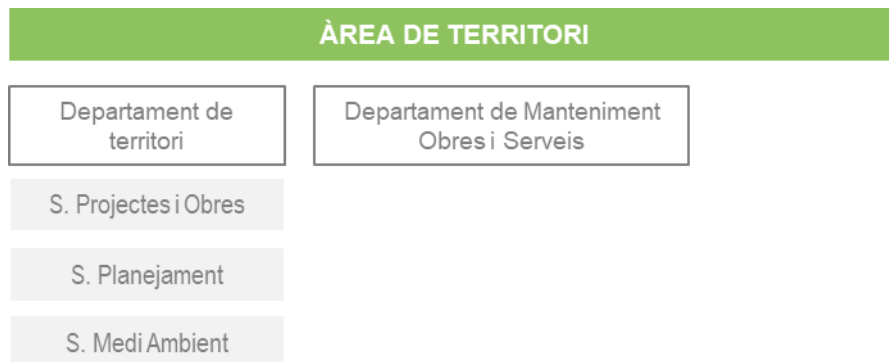 ÀREA DE TERRITORI
Departament de
territori
Departament de Manteniment
Obres i Serveis
S. Projectes i Obres
S. Planejament
S. Medi Ambient